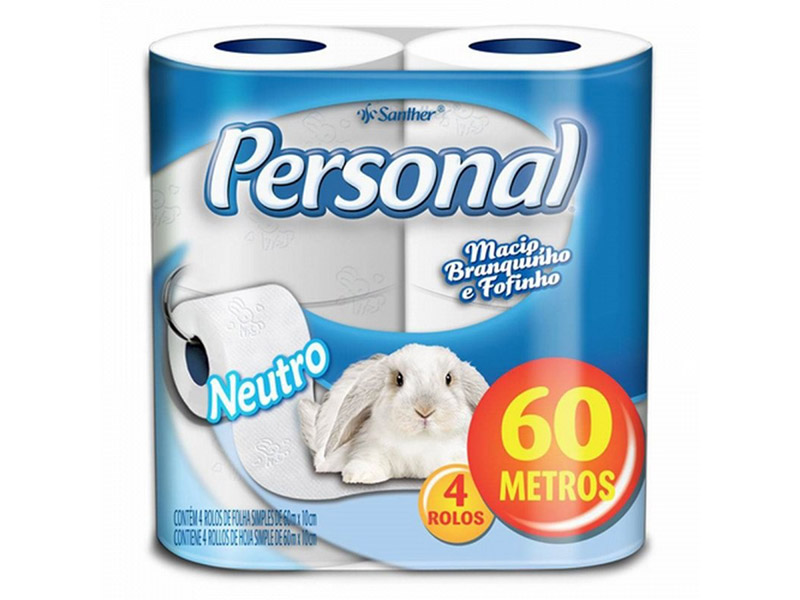 Santher®
Personal
Macio,
Branquinho
e Fofinho
Neutro
60
METROS
4
ROLOS
CONTÉM 4 ROLOS DE FOLHA SIMPLES DE 60m x 10cm
CONTIENE 4 ROLLOS DE HOJA SIMPLE DE 60m x 10cm